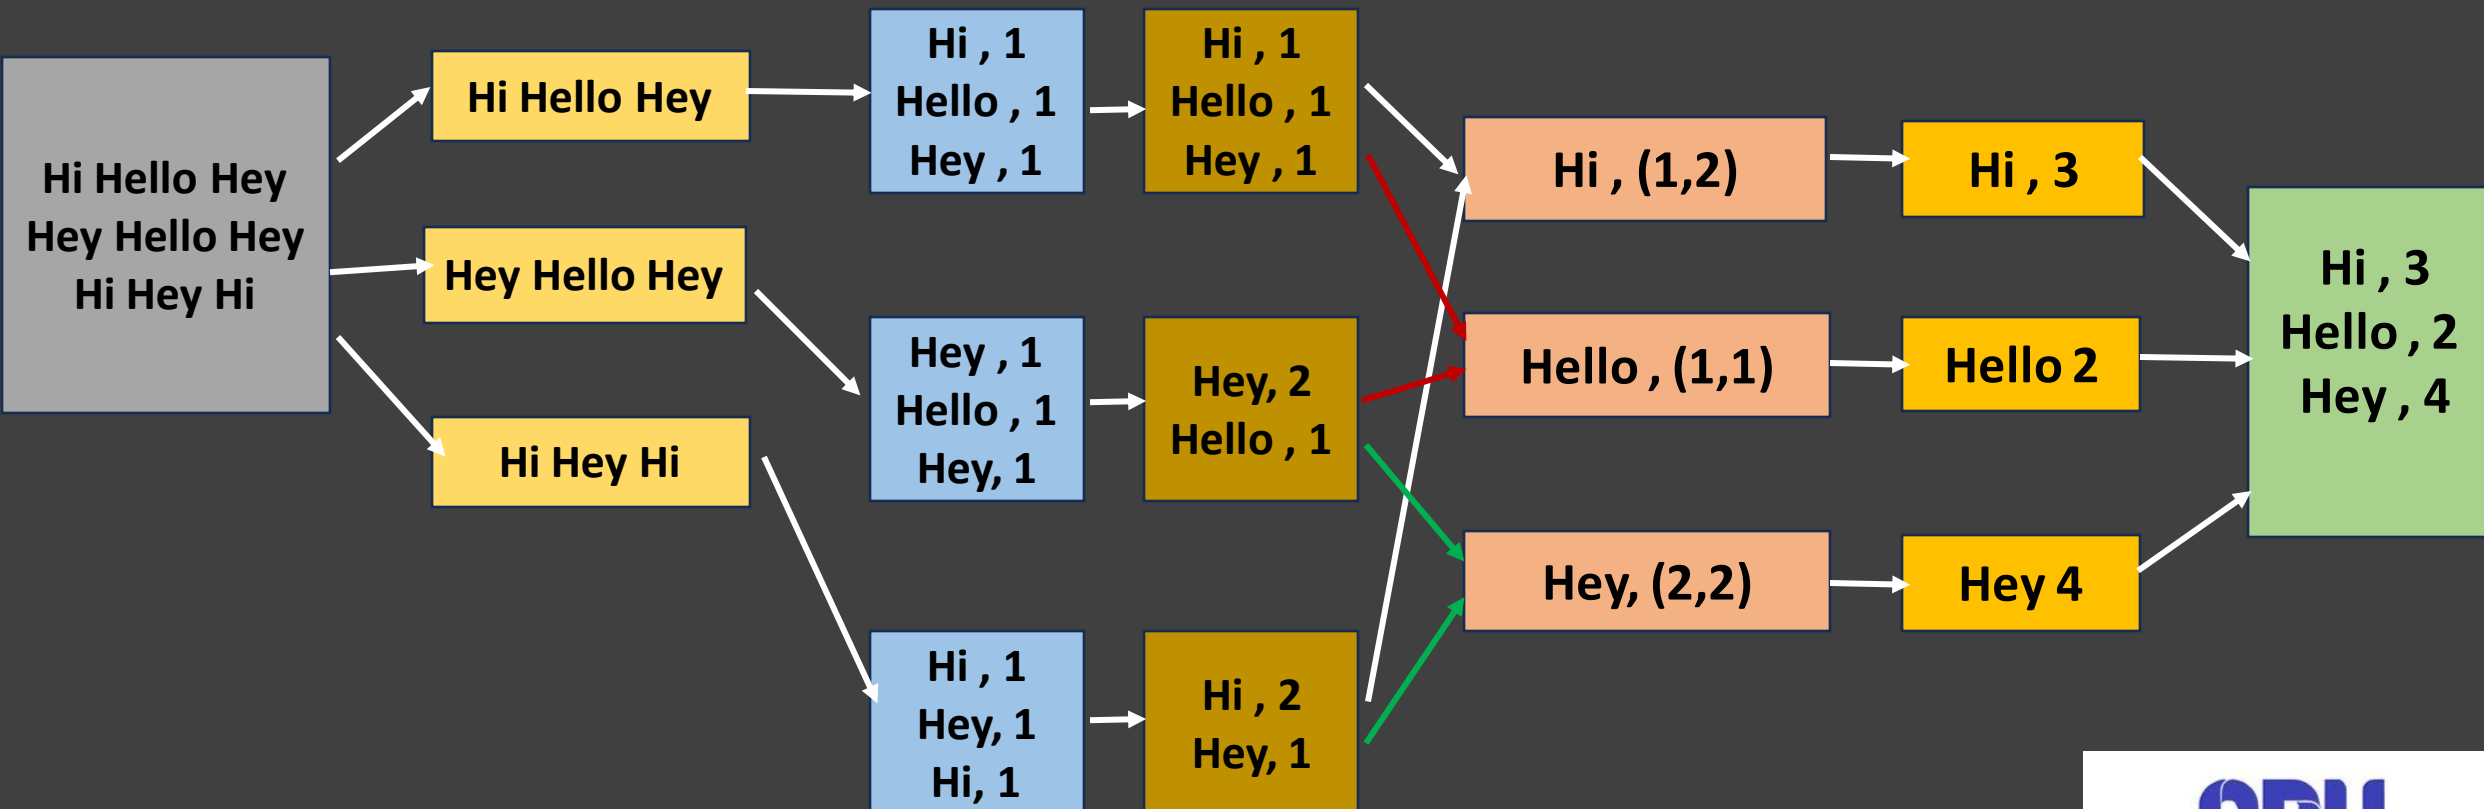 Hi Hello Hey
Hey Hello Hey
Hi Hey Hi
Hi Hello Hey
Hey Hello Hey
Hi Hey Hi
Hi , 1
Hello , 1
Hey , 1
Hey , 1
Hello , 1
Hey, 1
Hi , 1
Hey, 1
Hi, 1
Hi , 1
Hello , 1
Hey , 1
Hey, 2
Hello , 1
Hi , 2
Hey, 1
Hi , (1,2)
Hello , (1,1)
Hey, (2,2)
Hi , 3
Hello 2
Hey 4
Hi , 3
Hello , 2
Hey , 4